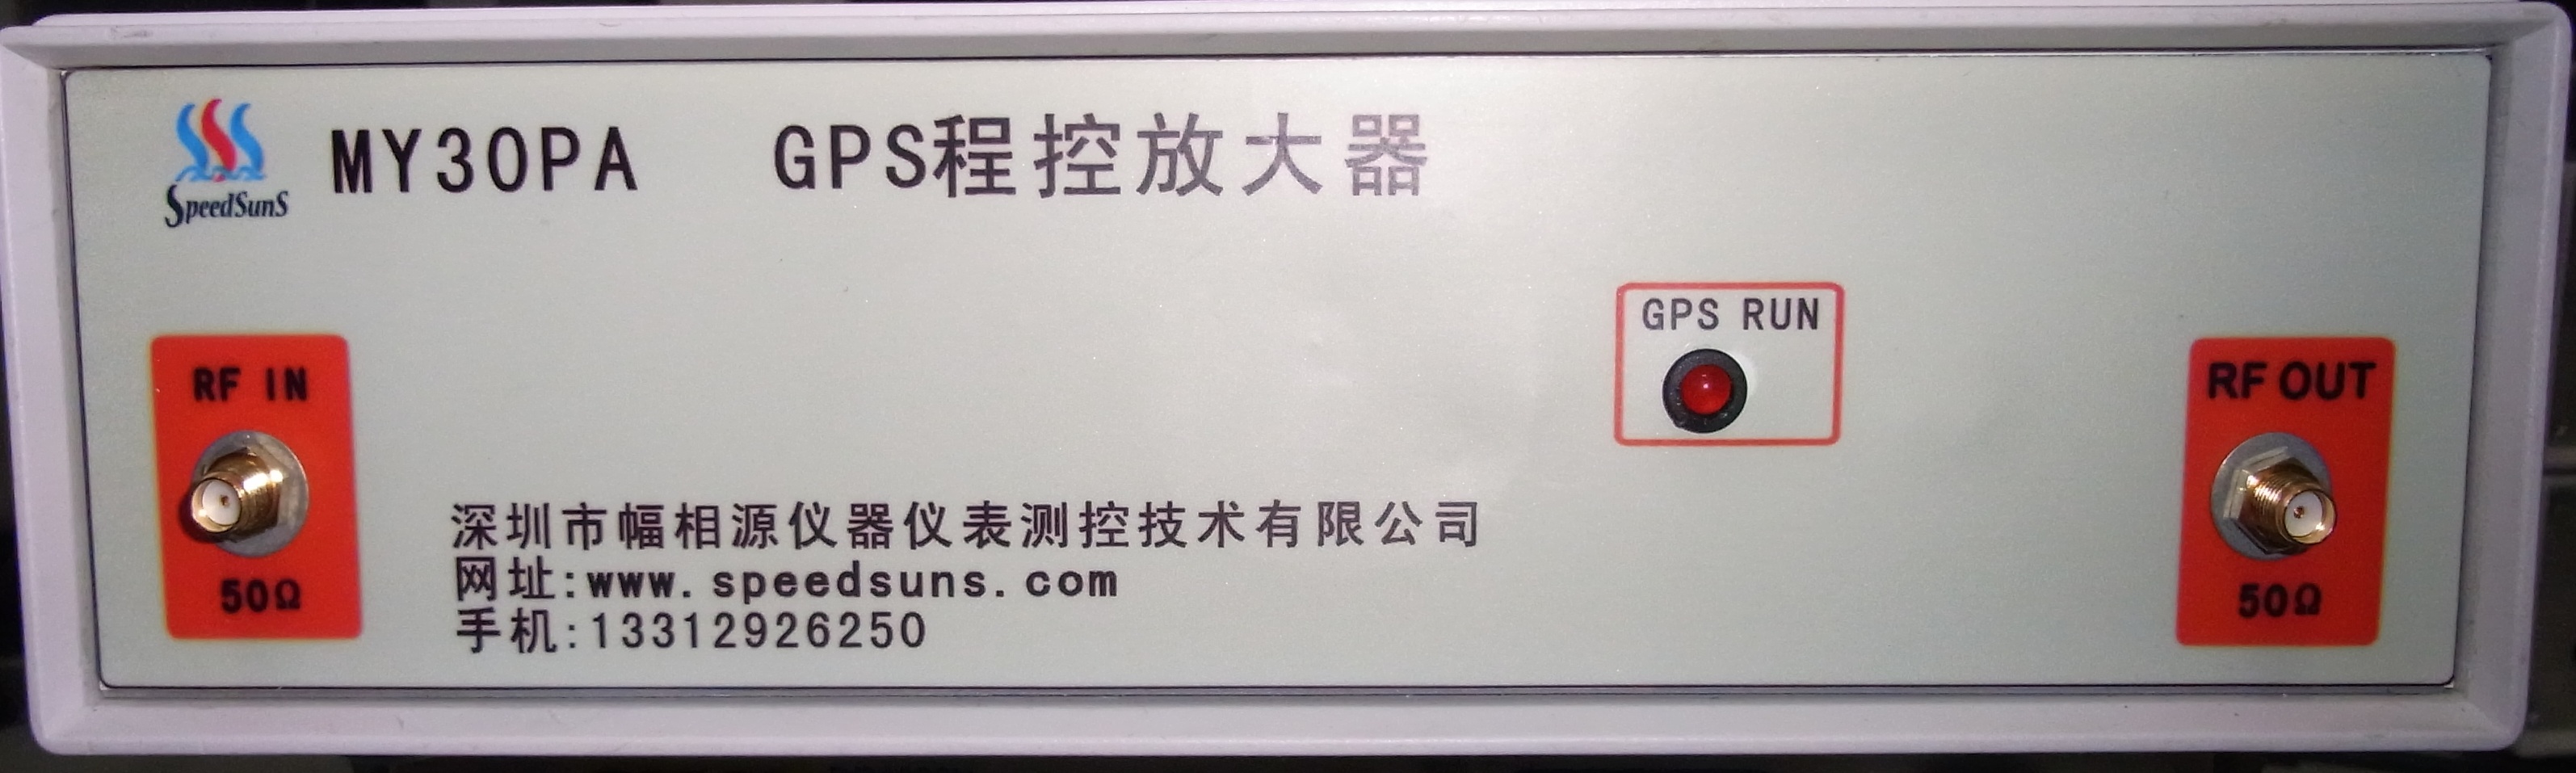 SpeedSunS
MY30PA GPS程控放大器
GPS RUN
RF IN
50Ω
RF OUT
50Ω
深圳市幅相源仪器仪表测控技术有限公司
网址:www.speedsuns.com
手机:13312926250